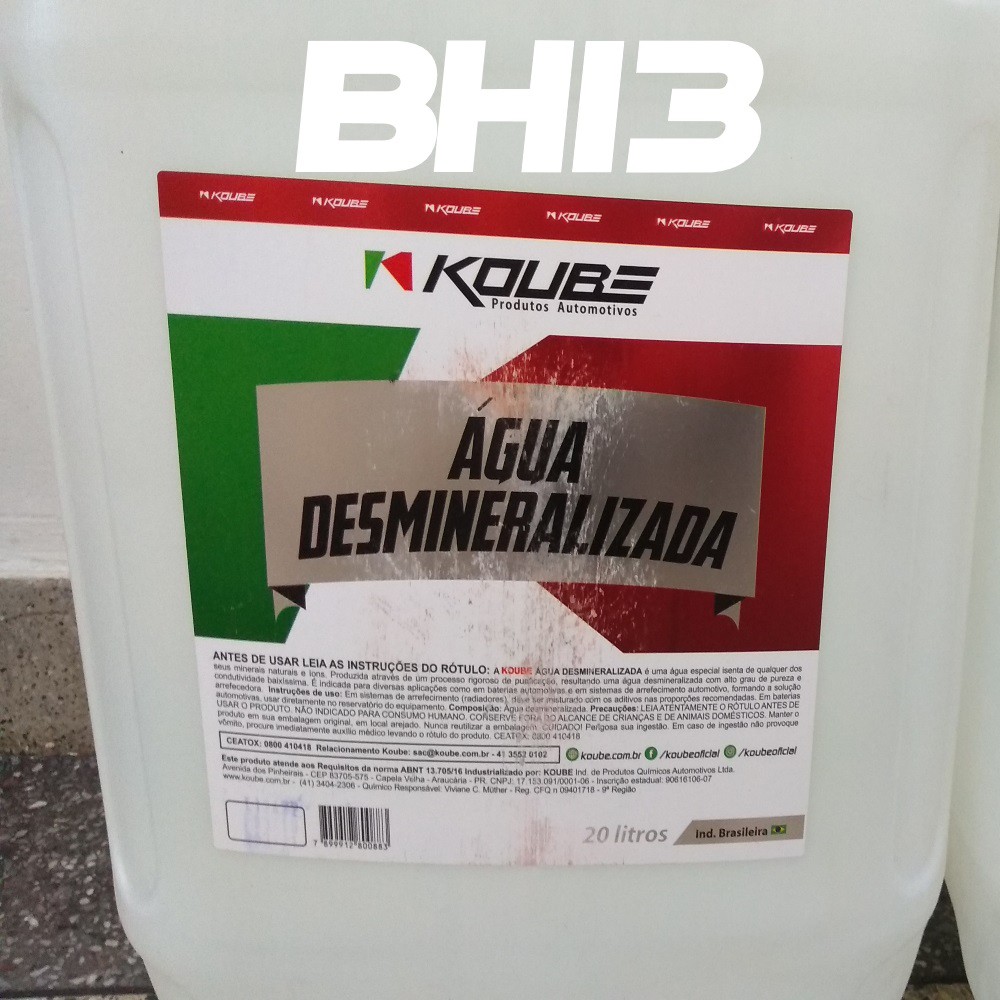 BH13
KOUBE KOUBE KOUBE KOUBE KOUBE KOUBE
KOUBE
Produtos Automotivos
ÁGUA
DESMINERALIZADA
ANTES DE USAR LEIA AS INSTRUÇÕES DO RÓTULO: A KOUBE ÁGUA DESMINERALIZADA é uma água especial isenta de qualquer dos
seus minerais naturais e íons. Produzida através de um processo rigoroso de purificação, resultando uma água desmineralizada com alto grau de pureza e
condutividade baixíssima. É indicada para diversas aplicações como em baterias automotivas e em sistemas de arrefecimento automotivo, formando a solução
arrefecedora. Instruções de uso: Em sistemas de arrefecimento (radiadores), deve ser misturado com os aditivos nas proporções recomendadas. Em baterias
automotivas, usar diretamente no reservatório do equipamento. Composição: Água desmineralizada. Precauções: LEIA ATENTAMENTE O RÓTULO ANTES DE
USAR O PRODUTO. NÃO INDICADO PARA CONSUMO HUMANO. CONSERVE FORA DO ALCANCE DE CRIANÇAS E DE ANIMAIS DOMÉSTICOS. Manter o
produto em sua embalagem original, em local arejado. Nunca reutilizar a embalagem. CUIDADO! Perigosa sua ingestão. Em caso de ingestão não provoque
vômito, procure imediatamente auxílio médico levando o rótulo do produto. CEATOX: 0800 410418
CEATOX: 0800 410418 Relacionamento Koube: sac@koube.com.br - 41 3552 0102 koube.com.br /koubeoficial /koubeoficial
Este produto atende aos Requisitos da norma ABNT 13.705/16 Industrializado por: KOUBE Ind. de Produtos Químicos Automotivos Ltda.
Avenida dos Pinheirais - CEP 83705-575 - Capela Velha - Araucária - PR. CNPJ: 17.153.091/0001-06 - Inscrição estadual: 90616106-07
www.koube.com.br - (41) 3404-2306 - Químico Responsável: Viviane C. Müther - Reg. CFQ n 09401718 - 9ª Região
7 899912 800883
20 litros
Ind. Brasileira